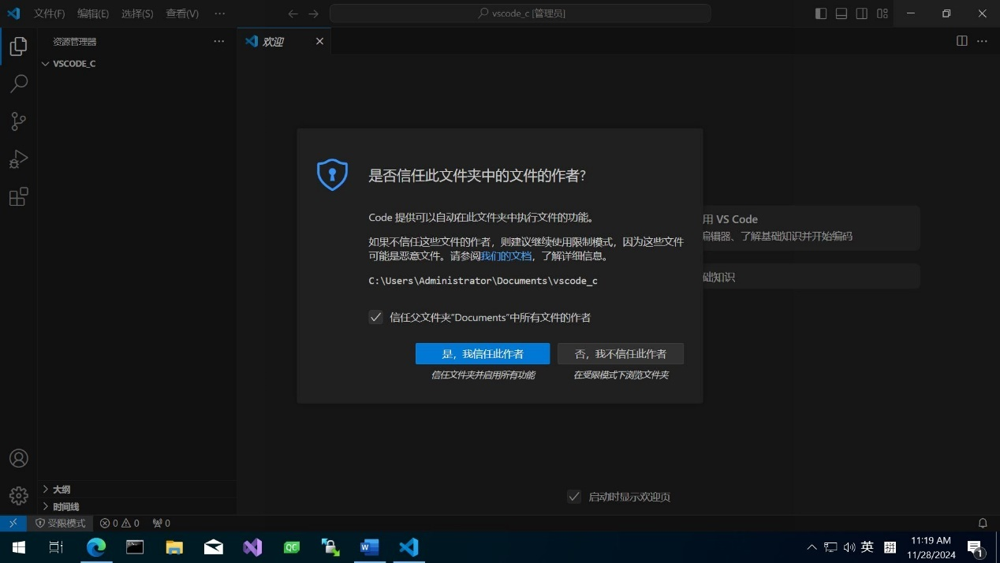 文件(F) 编辑(E) 选择(S) 查看(V) ··· vscode_c [管理员]
资源管理器 ··· 欢迎 ···
VSCODE_C
是否信任此文件夹中的文件的作者?
Code 提供可以自动在此文件夹中执行文件的功能。
如果不信任这些文件的作者，则建议继续使用限制模式，因为这些文件
可能是恶意文件。请参阅我们的文档，了解详细信息。
C:\Users\Administrator\Documents\vscode_c
信任父文件夹"Documents"中所有文件的作者
是，我信任此作者 否，我不信任此作者
信任文件夹并启用所有功能 在受限模式下浏览文件夹
用 VS Code
编辑器、了解基础知识并开始编码
础知识
启动时显示欢迎页
大纲
时间线
受限模式 0 0 0
QC 英 拼 11:19 AM
11/28/2024 1